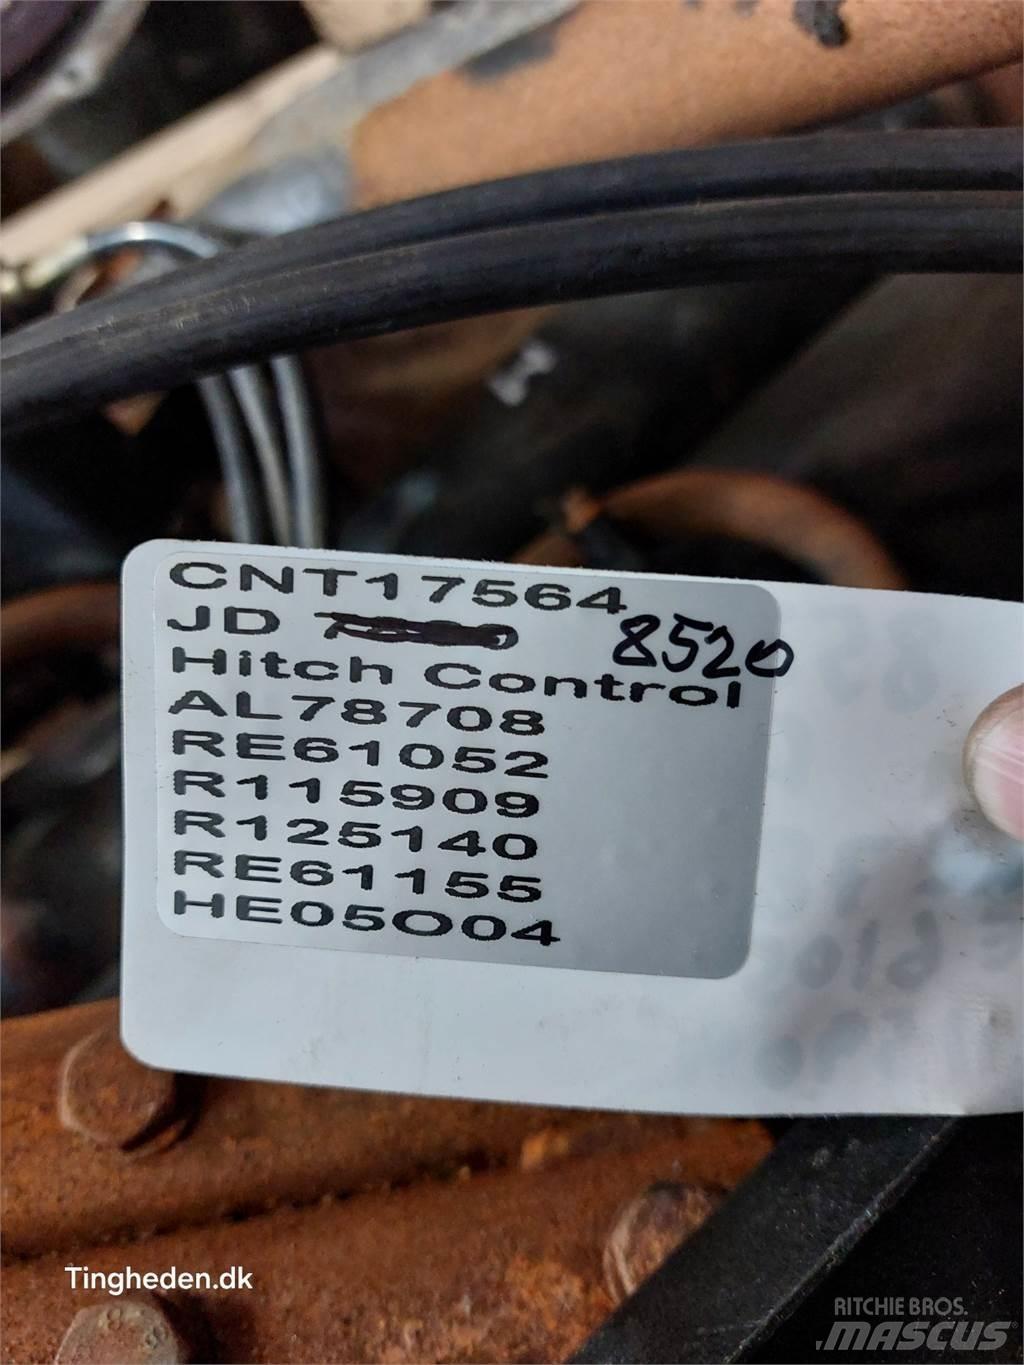 CNT17564
JD 8520
Hitch Control
AL78708
RE61052
R115909
R125140
RE61155
HE05O04
Tingheden.dk
RITCHIE BROS.
MASCUS